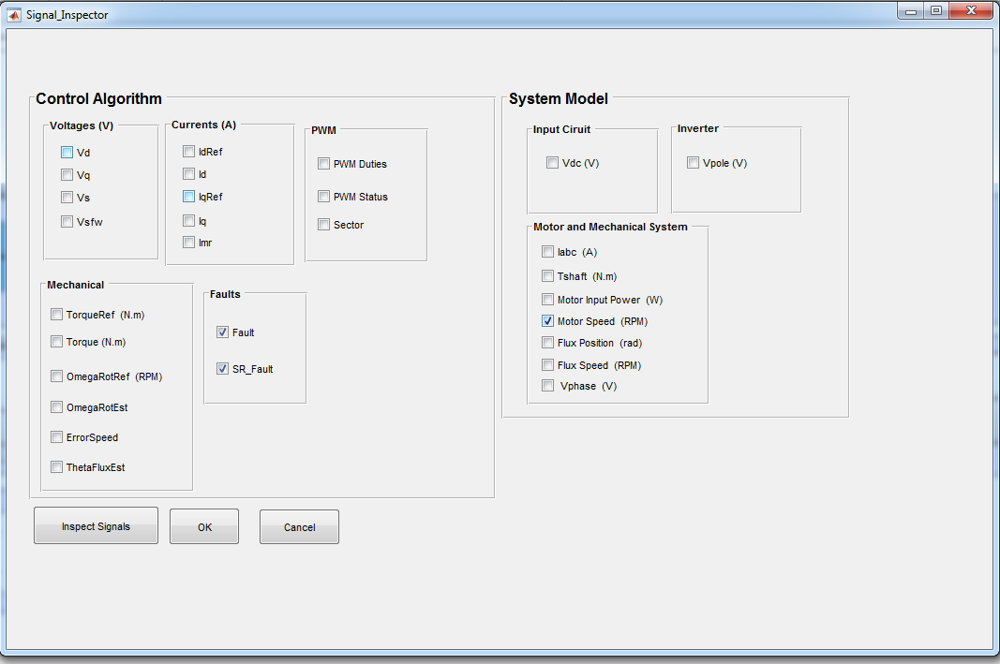 Signal_Inspector
Control Algorithm
Voltages (V)
Vd
Vq
Vs
Vsfw
Currents (A)
IdRef
Id
IqRef
Iq
Imr
PWM
PWM Duties
PWM Status
Sector
Mechanical
TorqueRef (N.m)
Torque (N.m)
OmegaRotRef (RPM)
OmegaRotEst
ErrorSpeed
ThetaFluxEst
Faults
Fault
SR_Fault
System Model
Input Ciruit
Vdc (V)
Inverter
Vpole (V)
Motor and Mechanical System
Iabc (A)
Tshaft (N.m)
Motor Input Power (W)
Motor Speed (RPM)
Flux Position (rad)
Flux Speed (RPM)
Vphase (V)
Inspect Signals
OK
Cancel